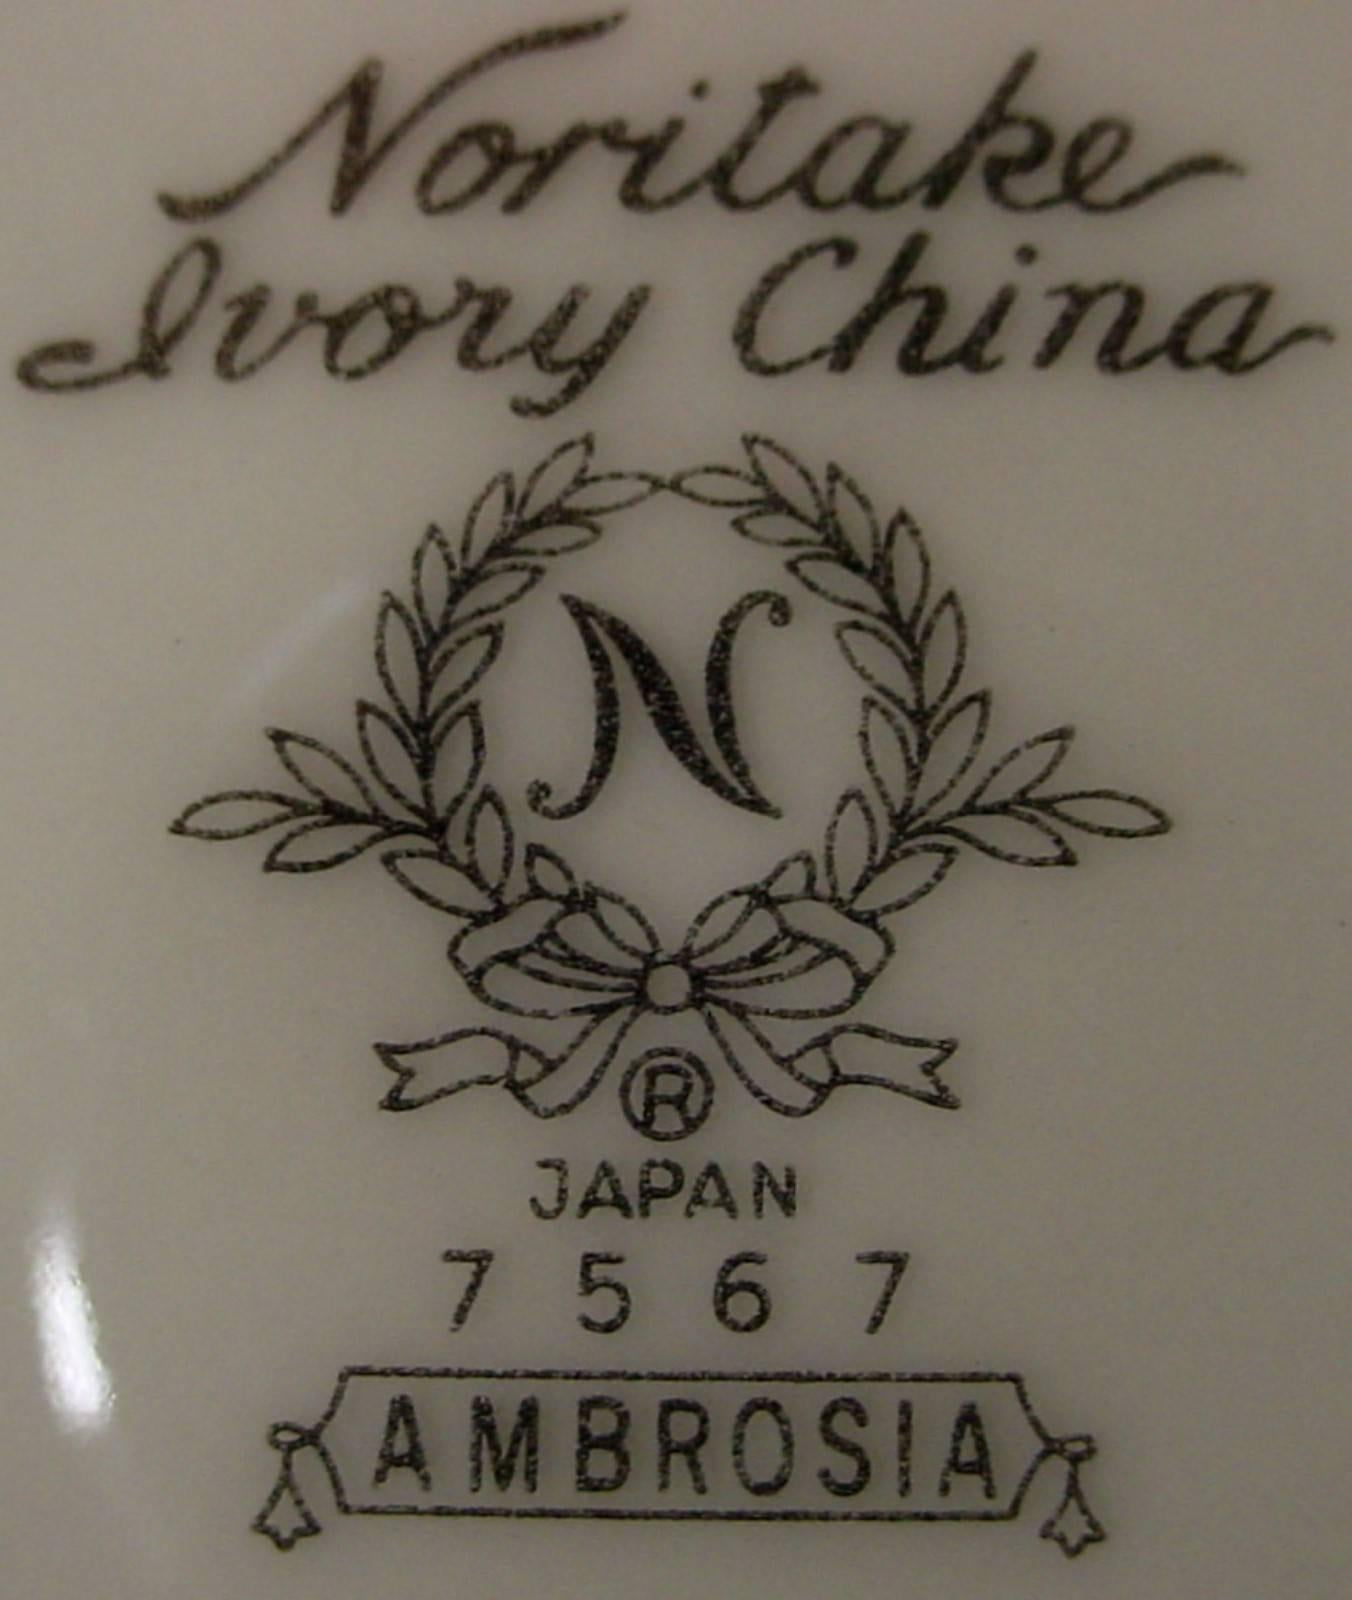 Noritake
Ivory China
N
®
JAPAN
7567
AMBROSIA